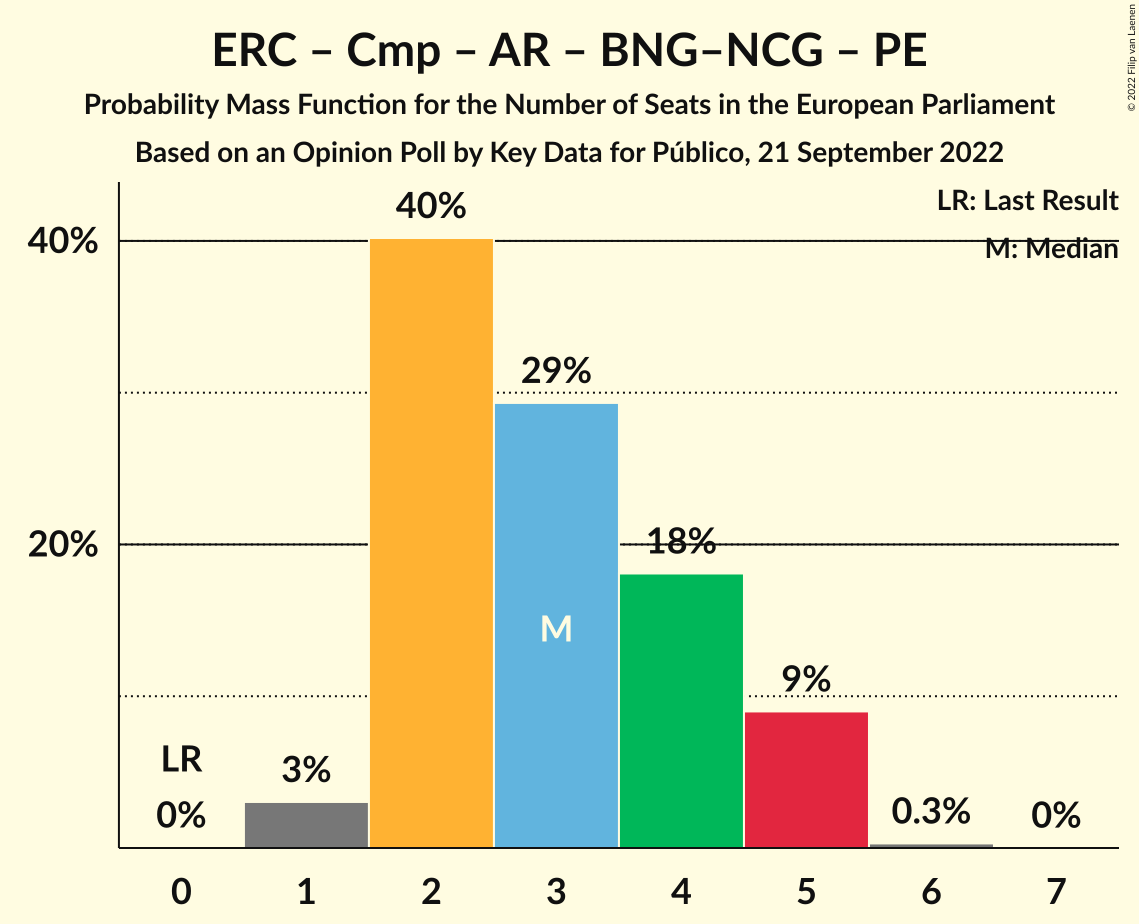 ERC – Cmp – AR – BNG–NCG – PE
Probability Mass Function for the Number of Seats in the European Parliament
Based on an Opinion Poll by Key Data for Público, 21 September 2022
© 2022 Filip van Laenen
LR: Last Result
M: Median
40%
40%
29%
20%
18%
M
9%
LR
0%
3%
0.3%
0%
0 1 2 3 4 5 6 7